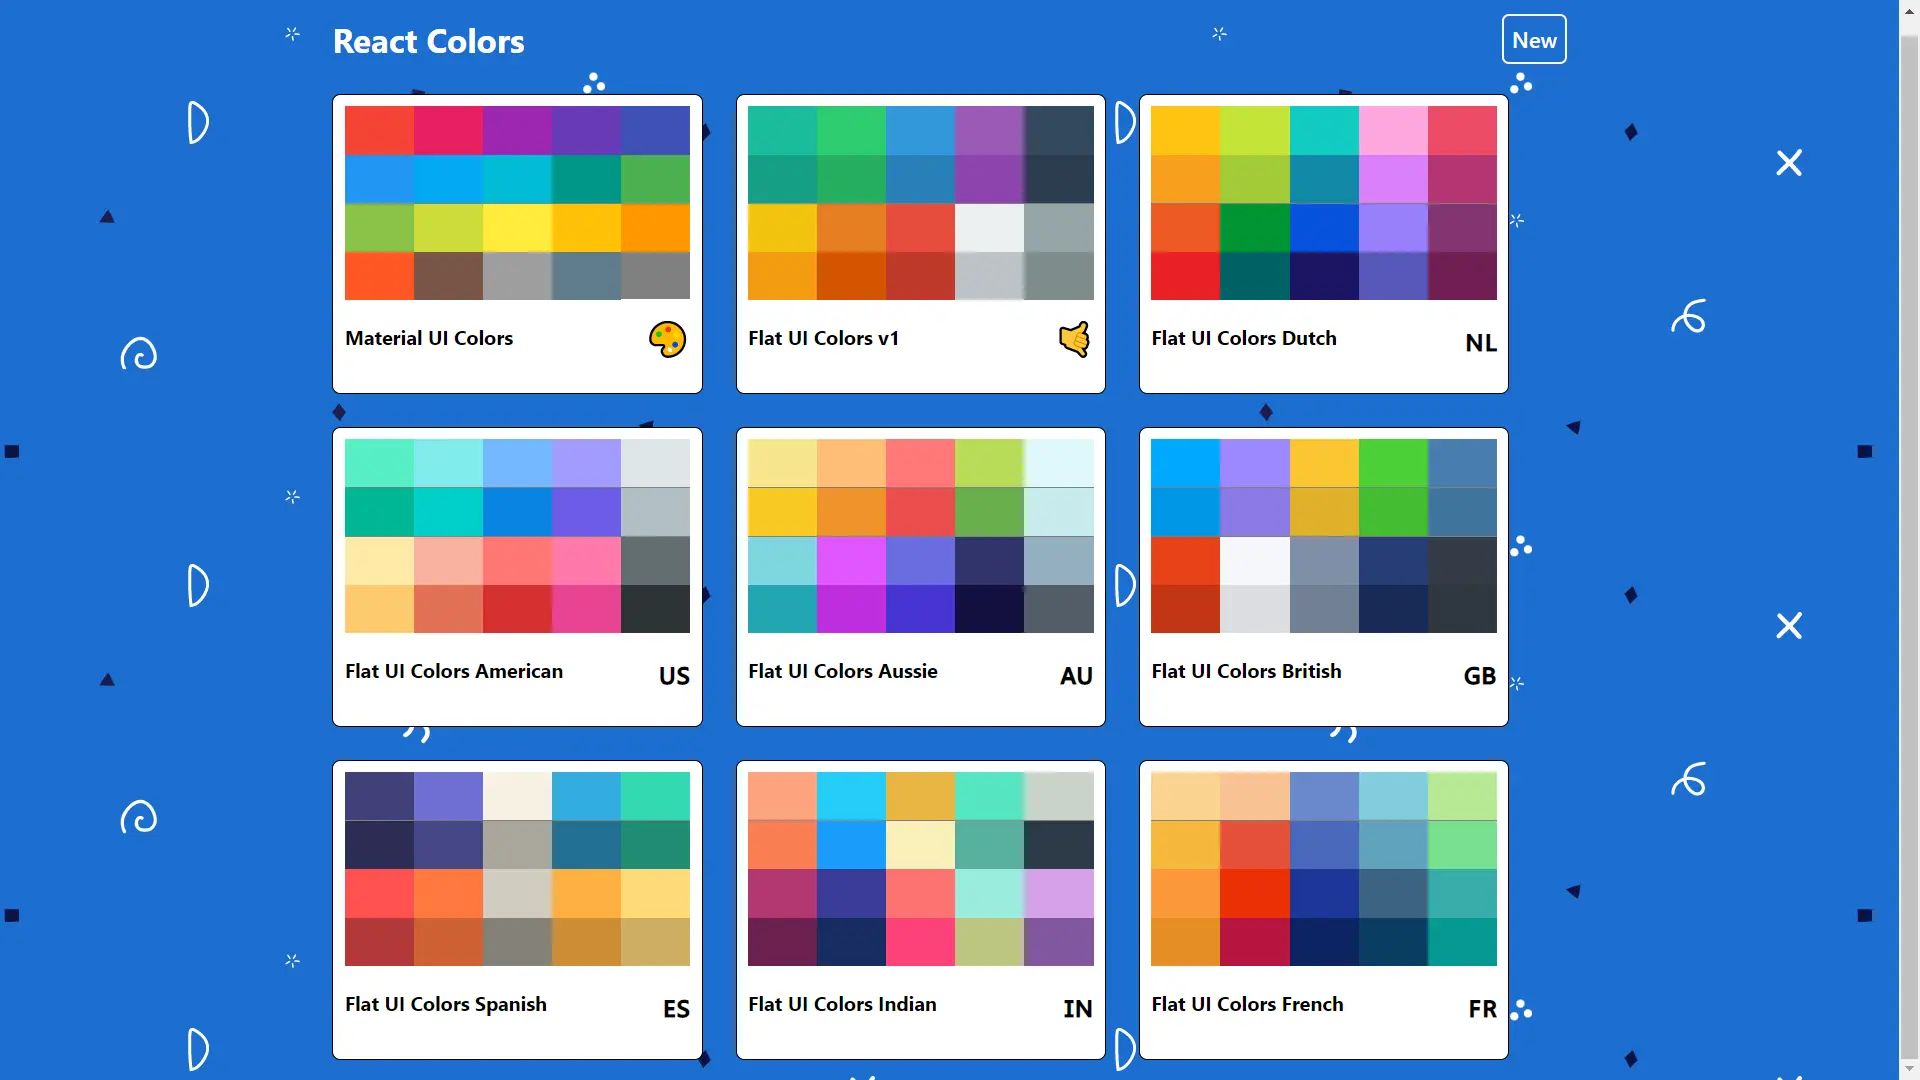 React Colors
New
Material UI Colors
Flat UI Colors v1
Flat UI Colors Dutch
NL
Flat UI Colors American
US
Flat UI Colors Aussie
AU
Flat UI Colors British
GB
Flat UI Colors Spanish
ES
Flat UI Colors Indian
IN
Flat UI Colors French
FR